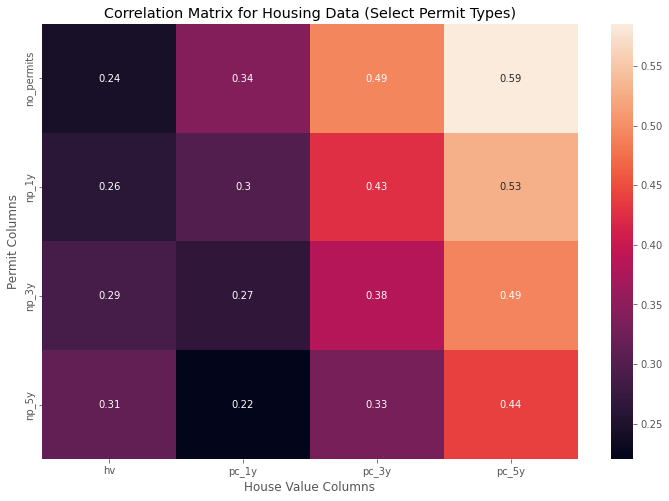 Correlation Matrix for Housing Data (Select Permit Types)
no_permits 0.24 0.34 0.49 0.59
np_1y 0.26 0.3 0.43 0.53
np_3y 0.29 0.27 0.38 0.49
np_5y 0.31 0.22 0.33 0.44
Permit Columns
hv pc_1y pc_3y pc_5y
House Value Columns
0.55
0.50
0.45
0.40
0.35
0.30
0.25